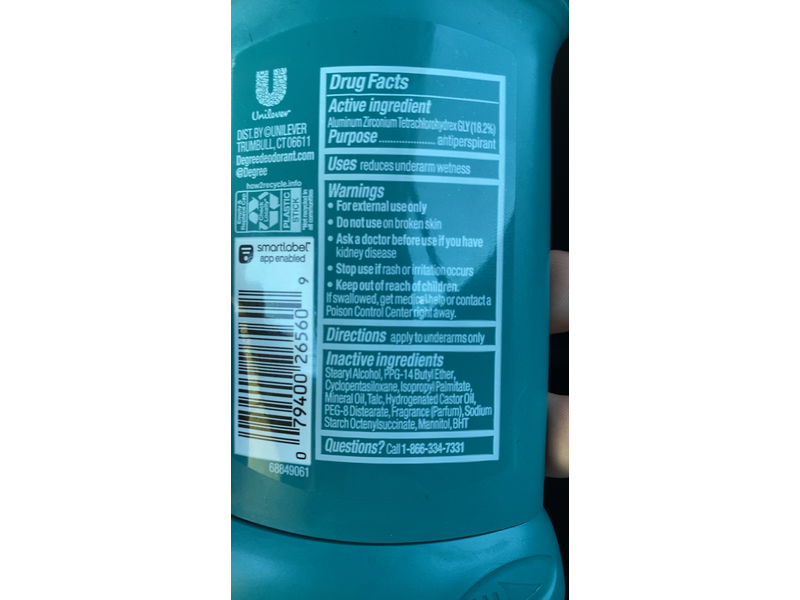 Unilever
DIST. BY ©UNILEVER
TRUMBULL, CT 06611
Degreedeodorant.com
@Degree
how2recycle.info
PLASTIC
STICK
smartlabel™
app enabled
0 79400 26560 9
68849061
Drug Facts
Active ingredient
Aluminum Zirconium Tetrachlorohydrex GLY (18.2%)
Purpose ................... antiperspirant
Uses reduces underarm wetness
Warnings
• For external use only
• Do not use on broken skin
• Ask a doctor before use if you have
kidney disease
• Stop use if rash or irritation occurs
• Keep out of reach of children.
If swallowed, get medical help or contact a
Poison Control Center right away.
Directions apply to underarms only
Inactive ingredients
Stearyl Alcohol, PPG-14 Butyl Ether,
Cyclopentasiloxane, Isopropyl Palmitate,
Mineral Oil, Talc, Hydrogenated Castor Oil,
PEG-8 Distearate, Fragrance (Parfum), Sodium
Starch Octenylsuccinate, Mannitol, BHT
Questions? Call 1-866-334-7331